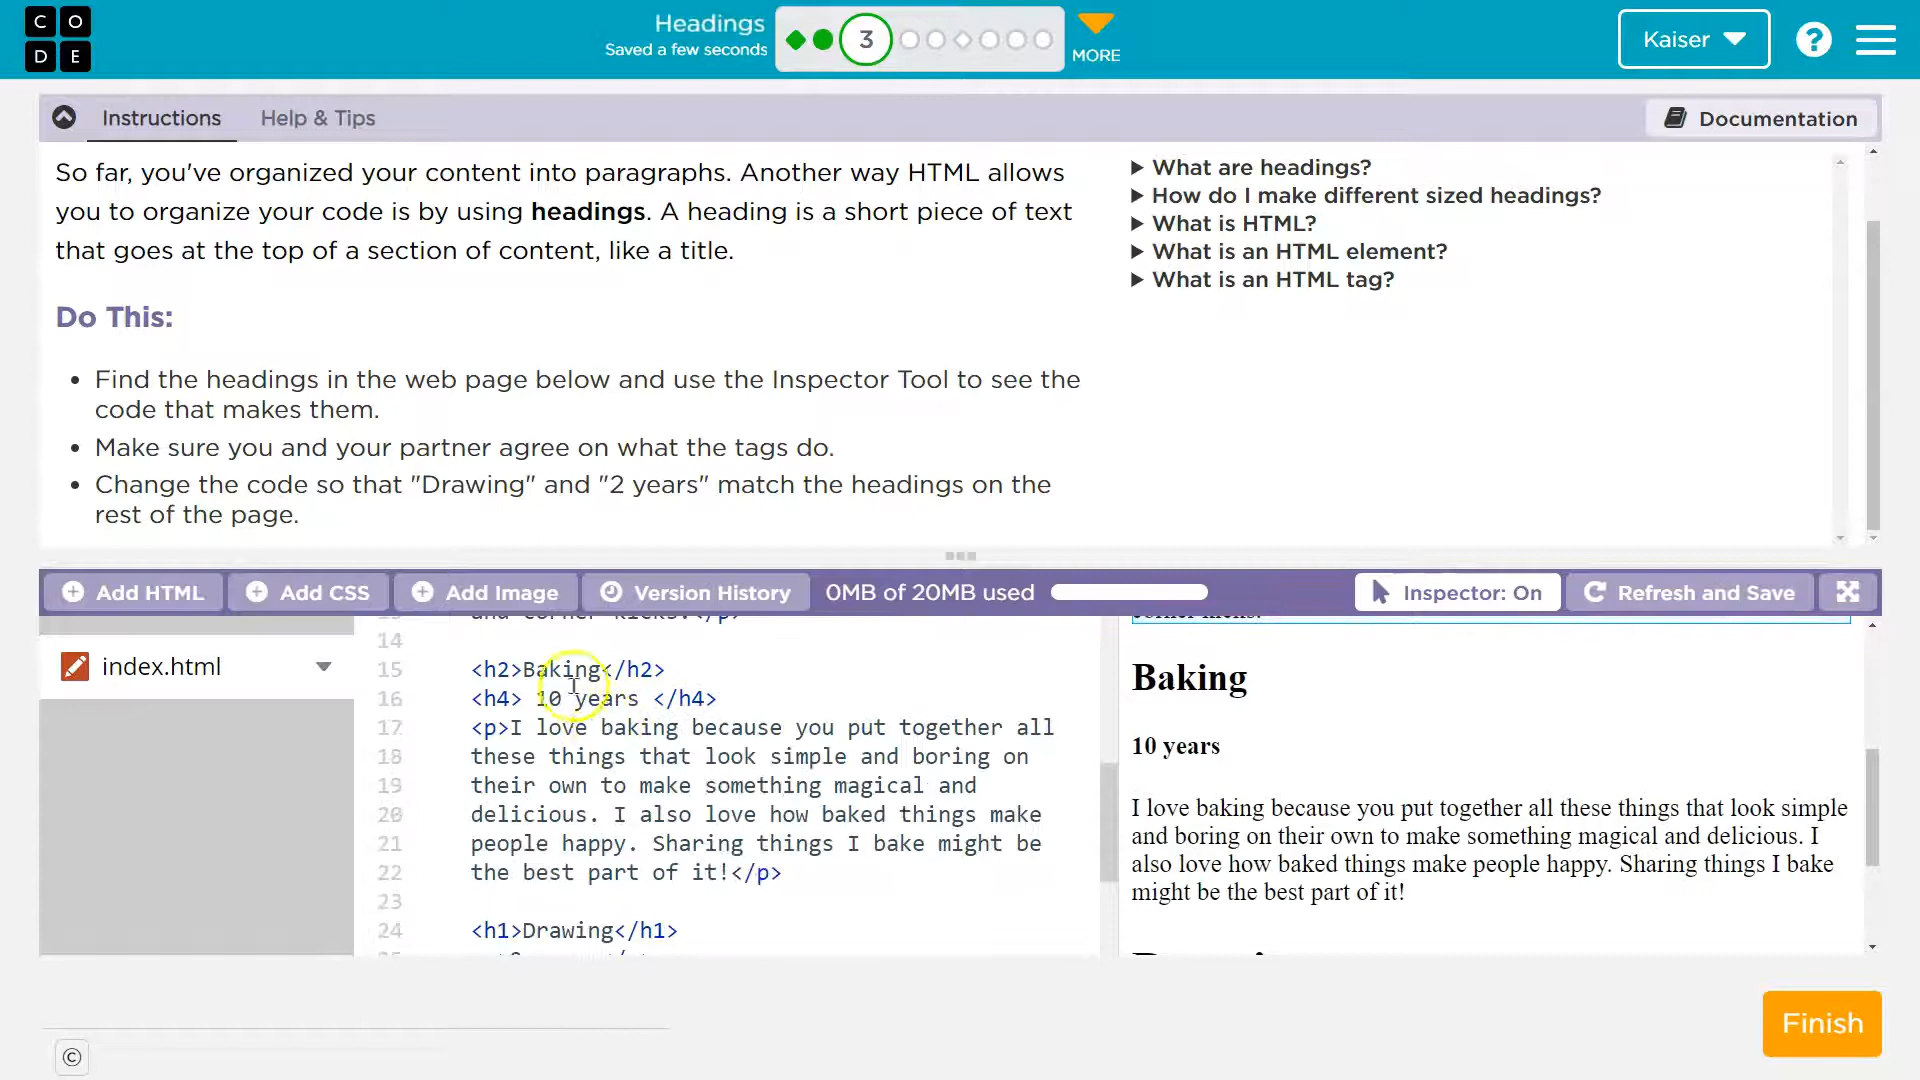 C O
D E
Headings
Saved a few seconds
3
MORE
Kaiser
?
Instructions
Help & Tips
Documentation
So far, you've organized your content into paragraphs. Another way HTML allows
you to organize your code is by using headings. A heading is a short piece of text
that goes at the top of a section of content, like a title.
Do This:
• Find the headings in the web page below and use the Inspector Tool to see the
code that makes them.
• Make sure you and your partner agree on what the tags do.
• Change the code so that "Drawing" and "2 years" match the headings on the
rest of the page.
What are headings?
How do I make different sized headings?
What is HTML?
What is an HTML element?
What is an HTML tag?
Add HTML
Add CSS
Add Image
Version History
0MB of 20MB used
Inspector: On
Refresh and Save
index.html
13 and corner kicks.</p>
14
15 <h2>Baking</h2>
16 <h4> 10 years </h4>
17 <p>I love baking because you put together all
18 these things that look simple and boring on
19 their own to make something magical and
20 delicious. I also love how baked things make
21 people happy. Sharing things I bake might be
22 the best part of it!</p>
23
24 <h1>Drawing</h1>
corner kicks.
Baking
10 years
I love baking because you put together all these things that look simple
and boring on their own to make something magical and delicious. I
also love how baked things make people happy. Sharing things I bake
might be the best part of it!
Finish
©